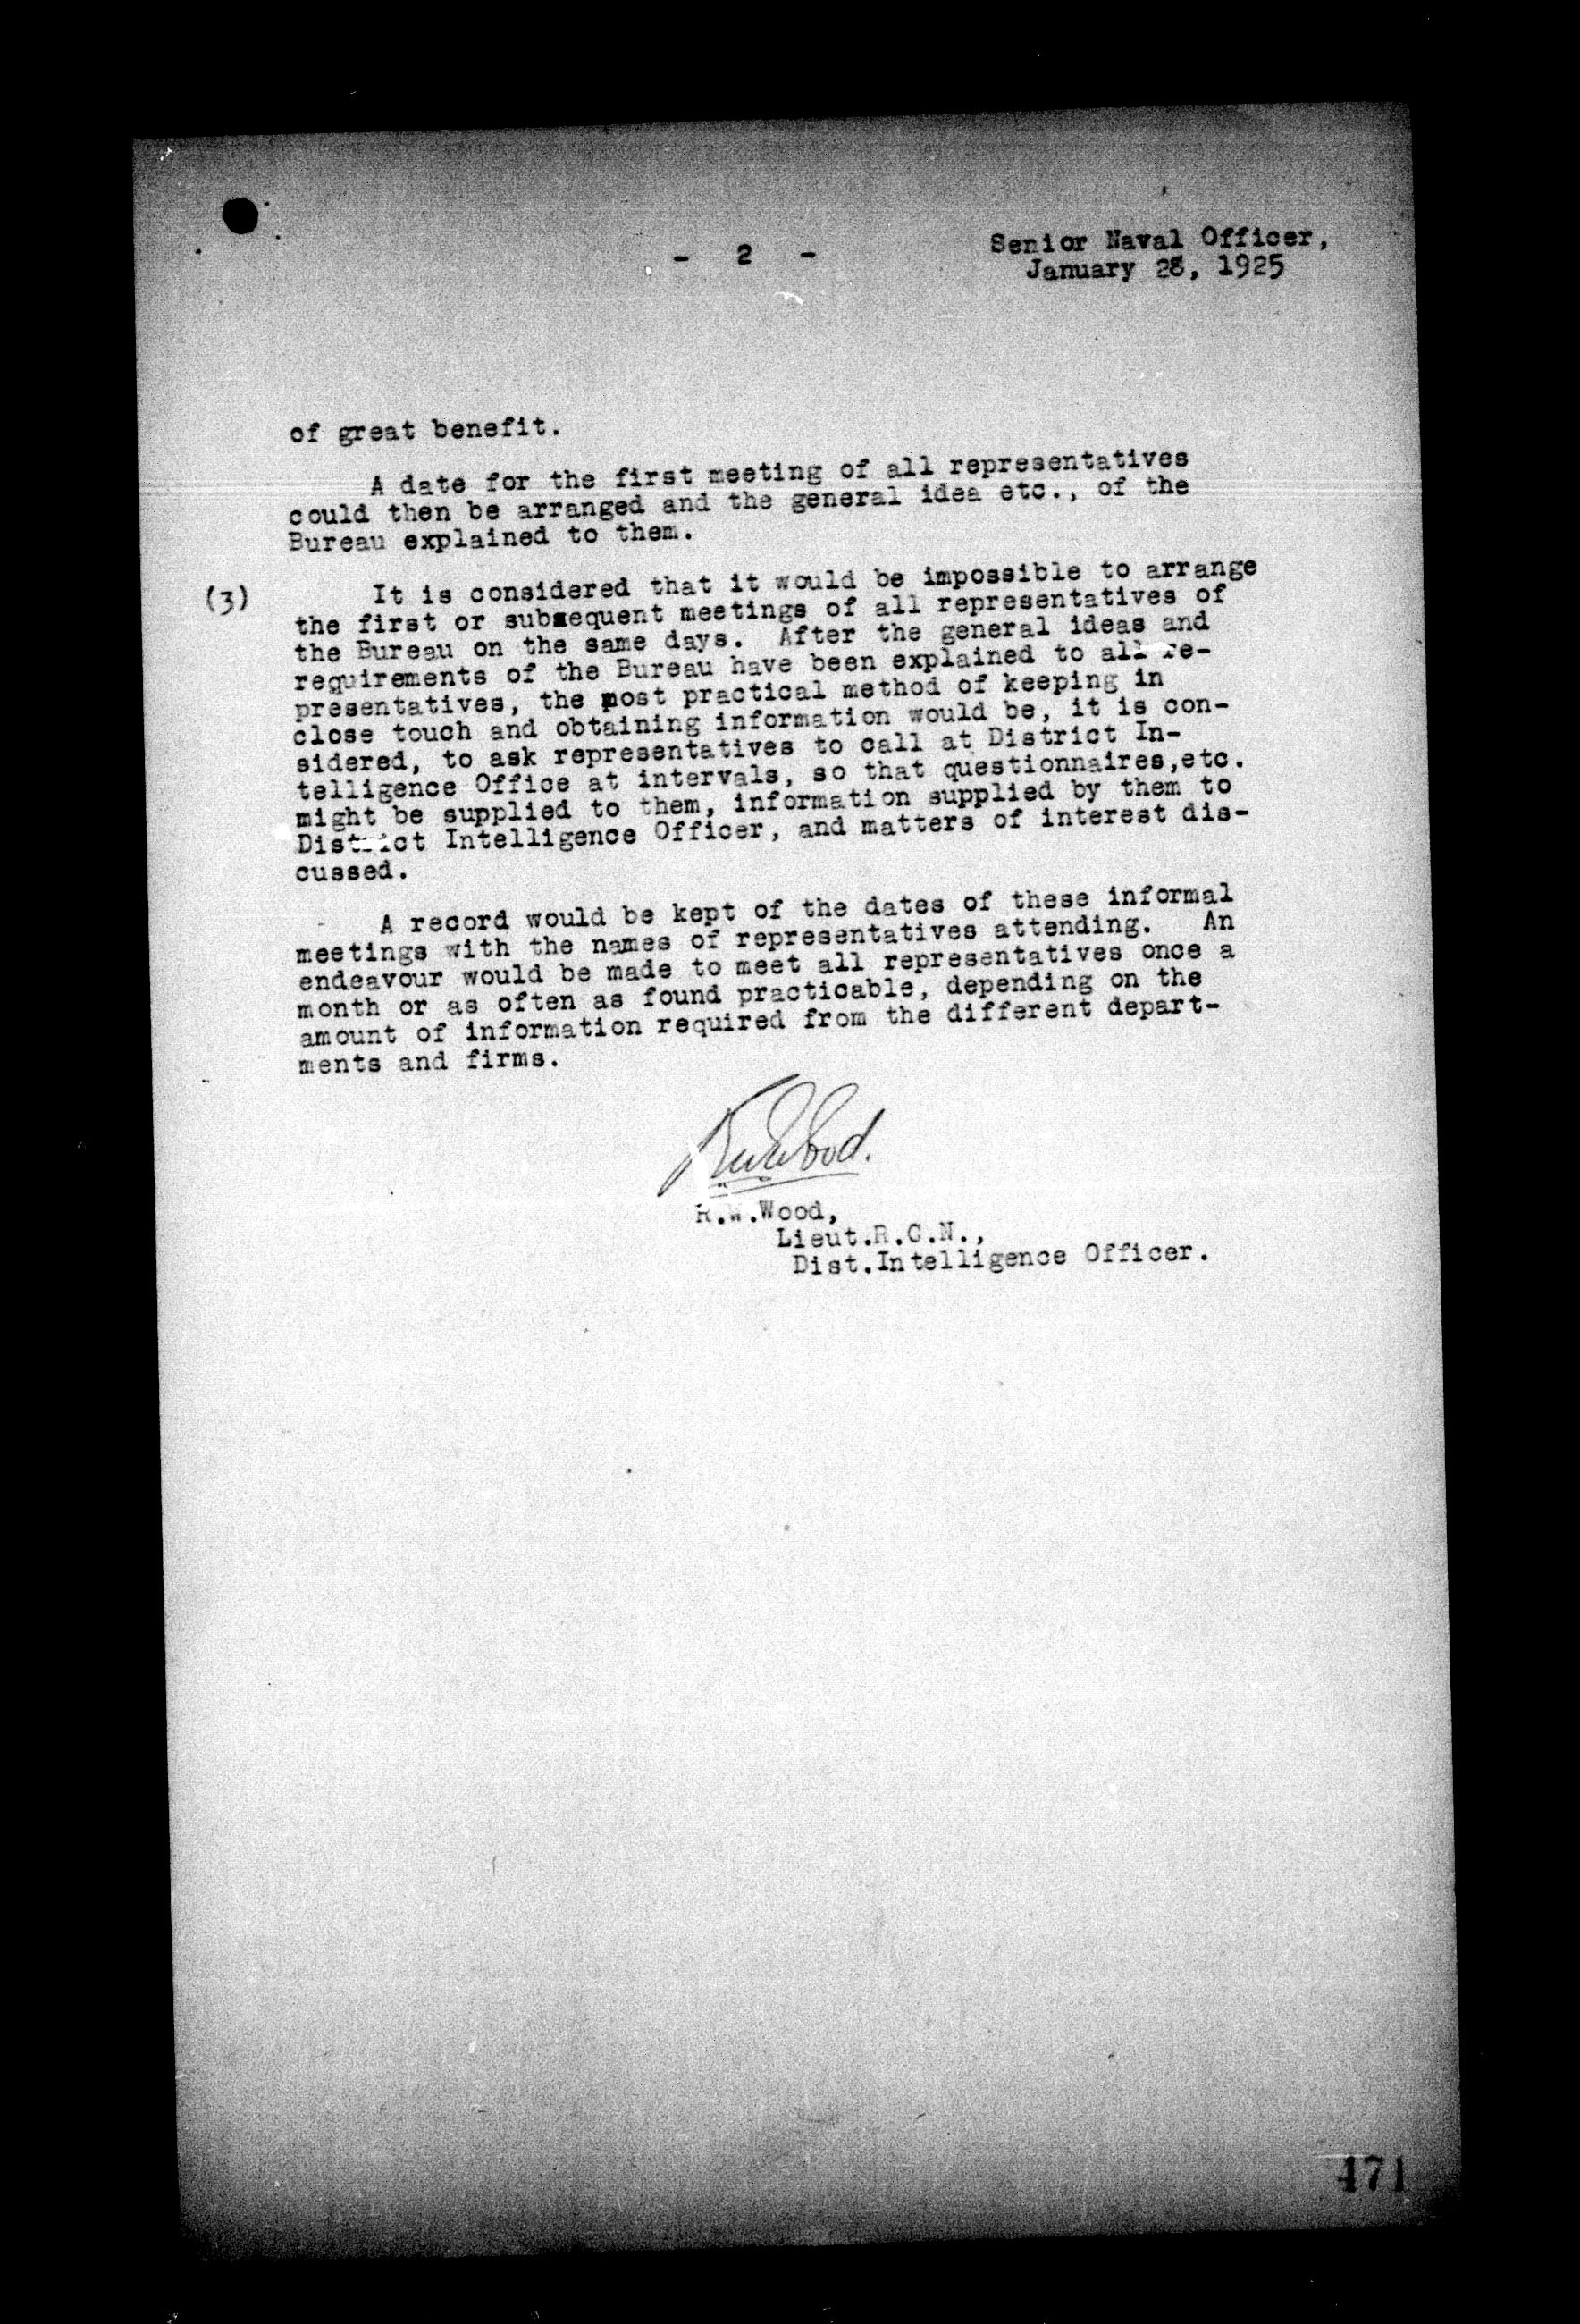 - 2 -
Senior Naval Officer,
January 28, 1925
of great benefit.
A date for the first meeting of all representatives
could then be arranged and the general idea etc., of the
Bureau explained to them.
(3) It is considered that it would be impossible to arrange
the first or subsequent meetings of all representatives of
the Bureau on the same days. After the general ideas and
requirements of the Bureau have been explained to all re-
presentatives, the most practical method of keeping in
close touch and obtaining information would be, it is con-
sidered, to ask representatives to call at District In-
telligence Office at intervals, so that questionnaires,etc.
might be supplied to them, information supplied by them to
District Intelligence Officer, and matters of interest dis-
cussed.
A record would be kept of the dates of these informal
meetings with the names of representatives attending. An
endeavour would be made to meet all representatives once a
month or as often as found practicable, depending on the
amount of information required from the different depart-
ments and firms.
RWWood.
R.W.Wood,
Lieut.R.C.N.,
Dist.Intelligence Officer.
471